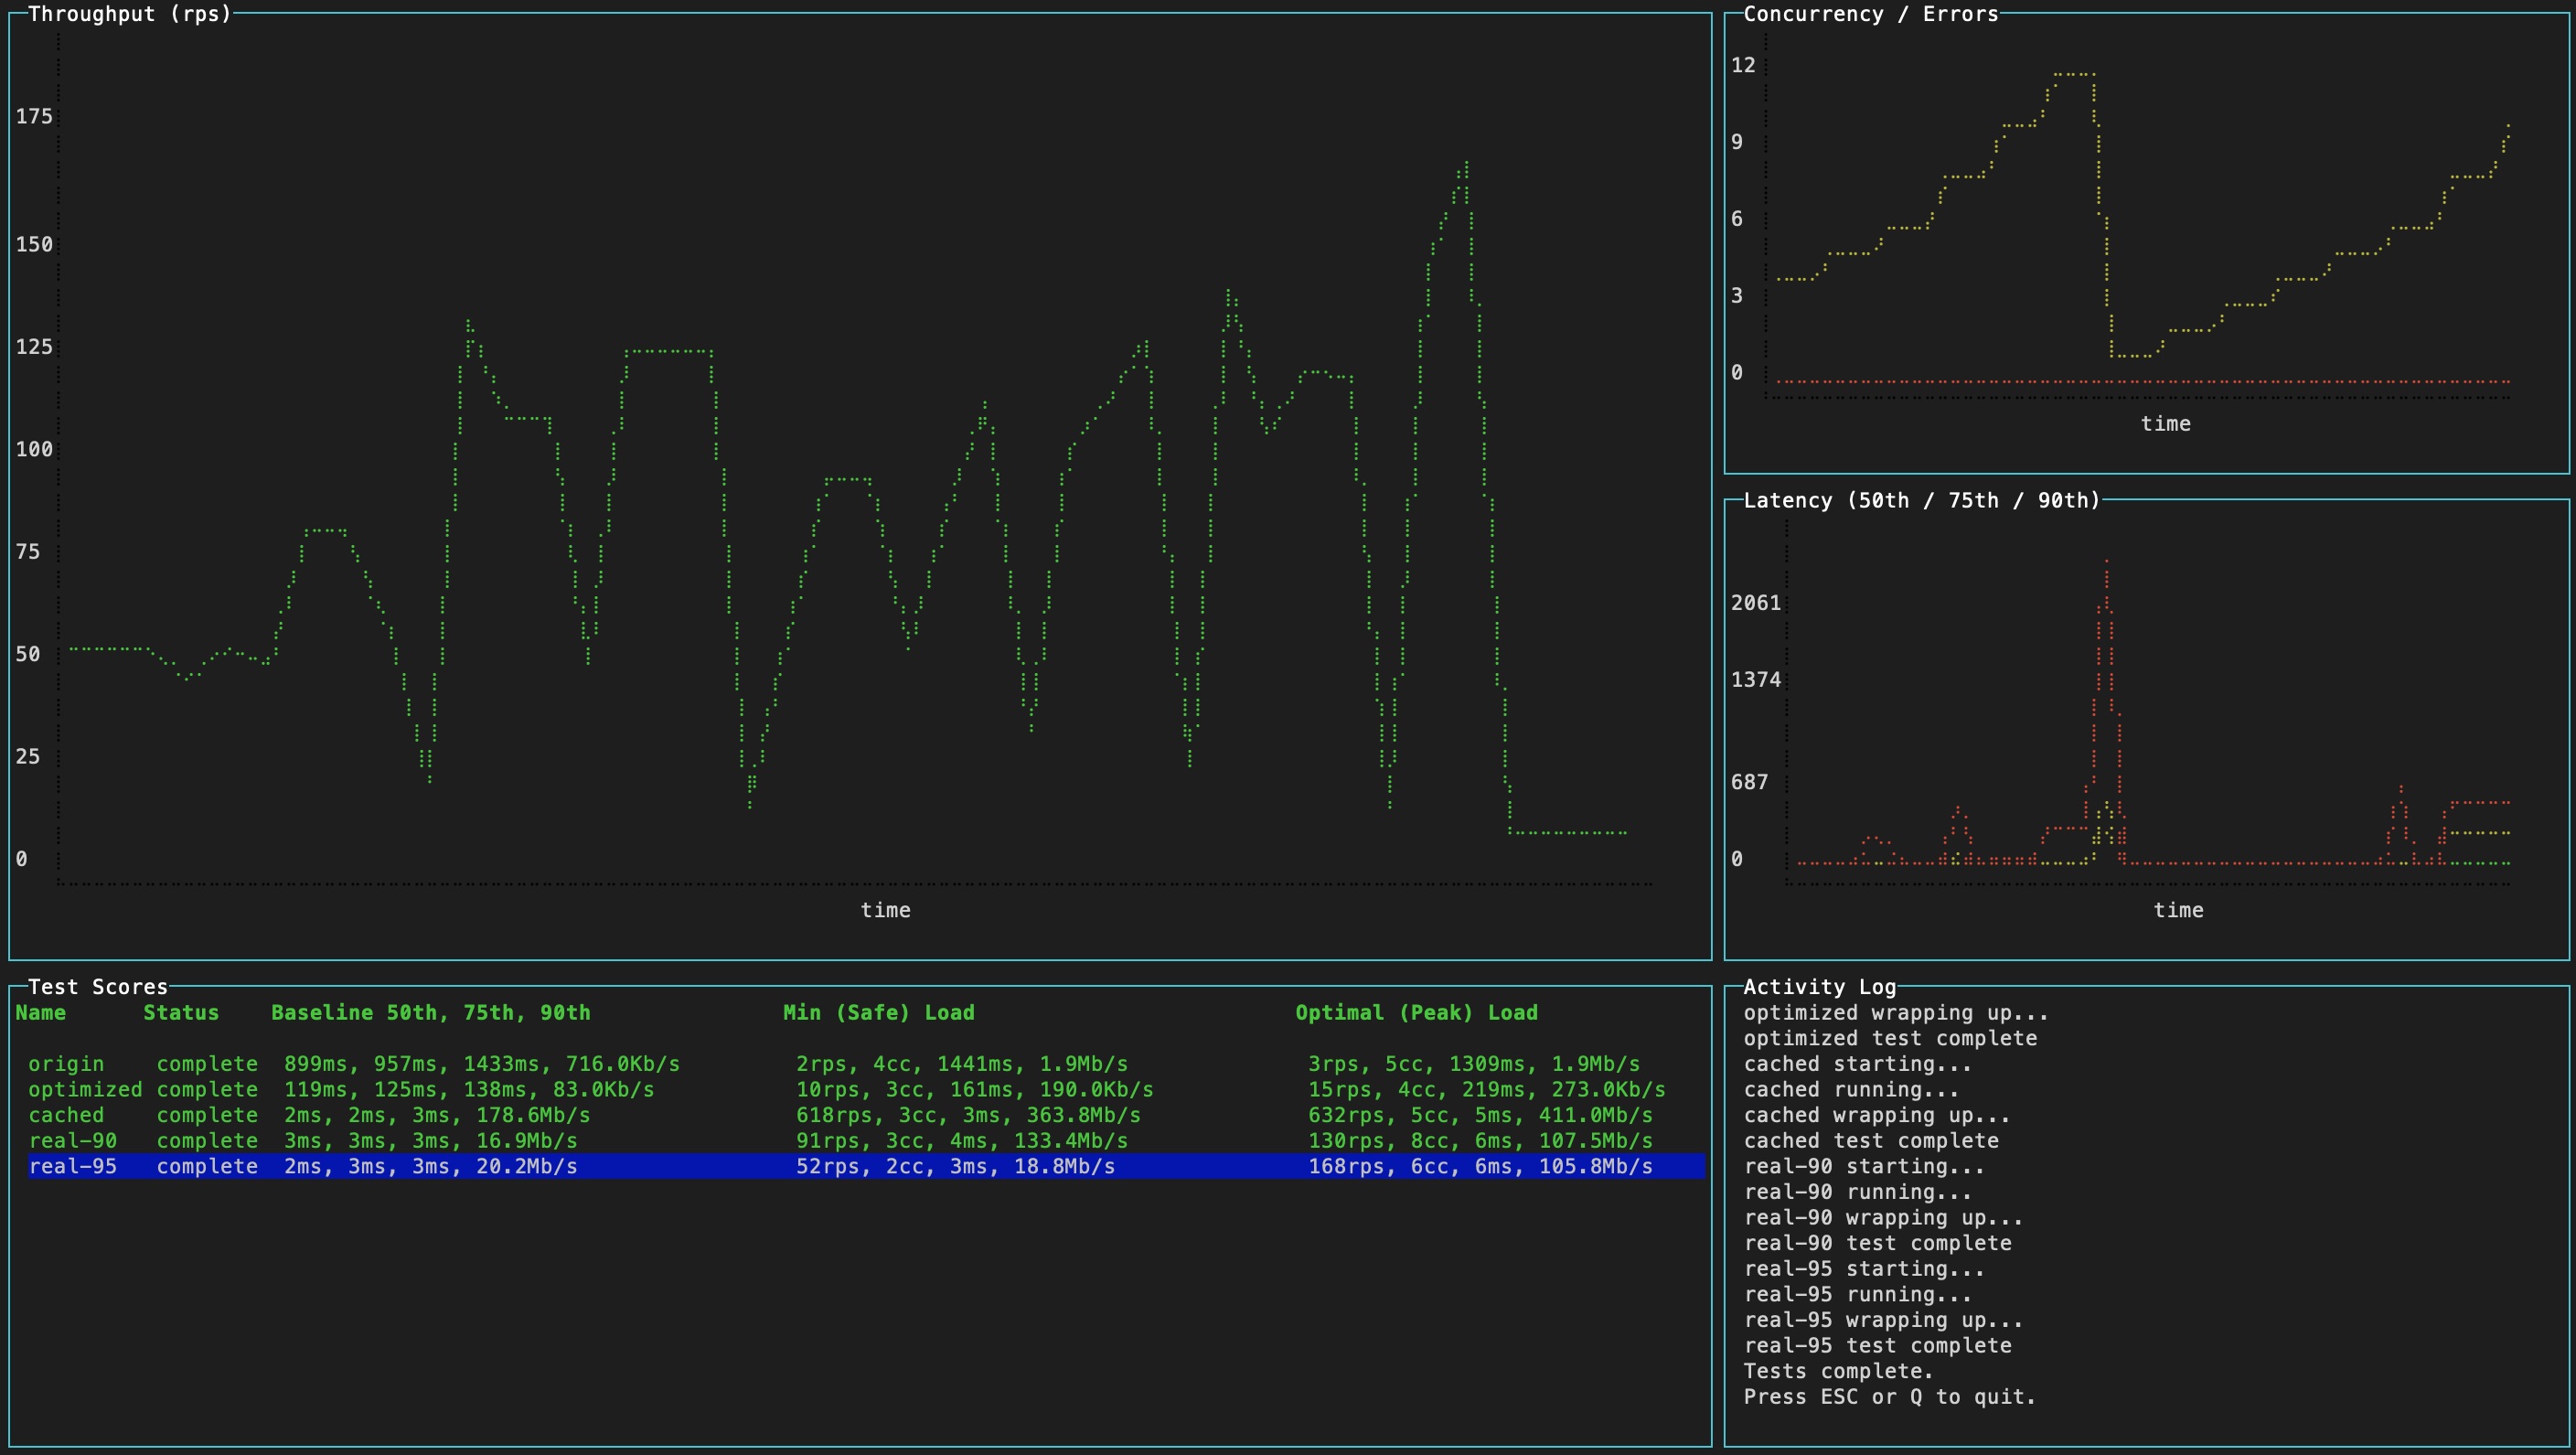 Throughput (rps)
175
150
125
100
75
50
25
0
time
Concurrency / Errors
12
9
6
3
0
time
Latency (50th / 75th / 90th)
2061
1374
687
0
time
Test Scores
Name Status Baseline 50th, 75th, 90th Min (Safe) Load Optimal (Peak) Load
origin complete 899ms, 957ms, 1433ms, 716.0Kb/s 2rps, 4cc, 1441ms, 1.9Mb/s 3rps, 5cc, 1309ms, 1.9Mb/s
optimized complete 119ms, 125ms, 138ms, 83.0Kb/s 10rps, 3cc, 161ms, 190.0Kb/s 15rps, 4cc, 219ms, 273.0Kb/s
cached complete 2ms, 2ms, 3ms, 178.6Mb/s 618rps, 3cc, 3ms, 363.8Mb/s 632rps, 5cc, 5ms, 411.0Mb/s
real-90 complete 3ms, 3ms, 3ms, 16.9Mb/s 91rps, 3cc, 4ms, 133.4Mb/s 130rps, 8cc, 6ms, 107.5Mb/s
real-95 complete 2ms, 3ms, 3ms, 20.2Mb/s 52rps, 2cc, 3ms, 18.8Mb/s 168rps, 6cc, 6ms, 105.8Mb/s
Activity Log
optimized wrapping up...
optimized test complete
cached starting...
cached running...
cached wrapping up...
cached test complete
real-90 starting...
real-90 running...
real-90 wrapping up...
real-90 test complete
real-95 starting...
real-95 running...
real-95 wrapping up...
real-95 test complete
Tests complete.
Press ESC or Q to quit.